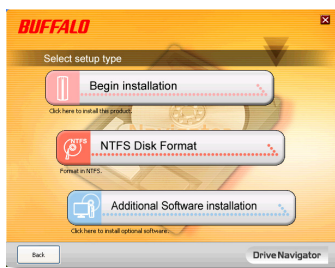 BUFFALO
Select setup type
Begin installation
Click here to install this product.
NTFS
NTFS Disk Format
Format in NTFS.
Additional Software installation
Click here to install optional software.
Back
DriveNavigator